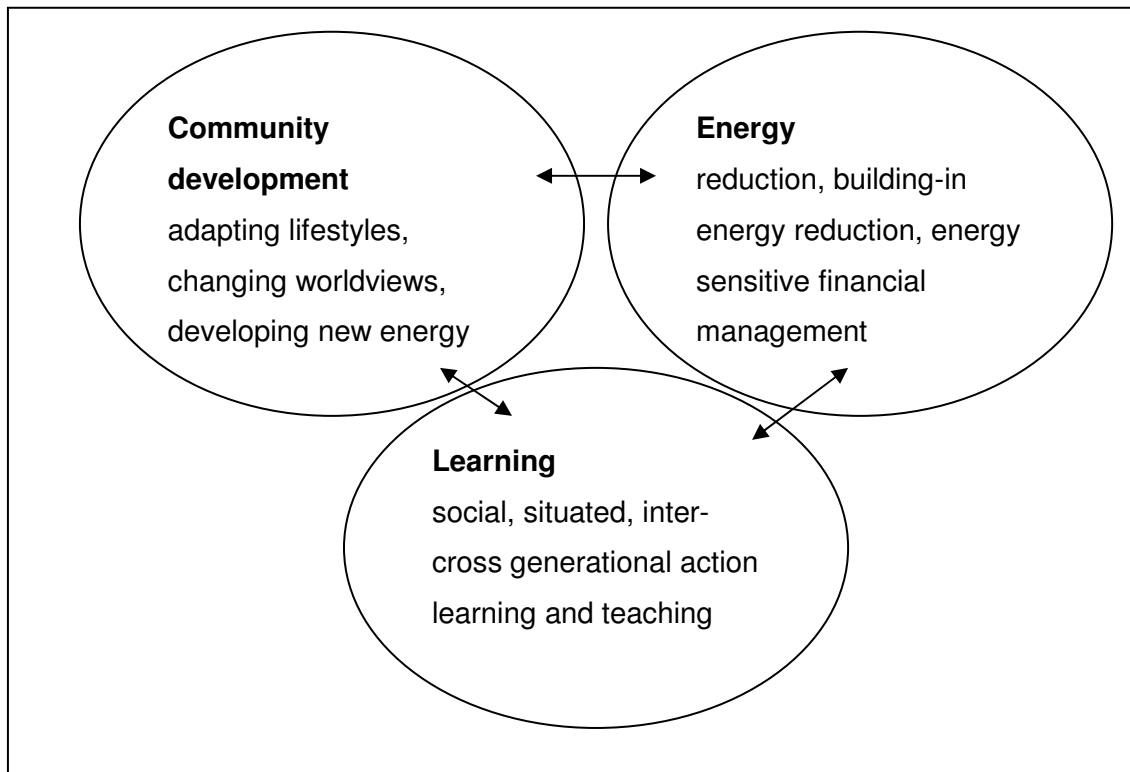 Community
development
adapting lifestyles,
changing worldviews,
developing new energy
Energy
reduction, building-in
energy reduction, energy
sensitive financial
management
Learning
social, situated, inter-
cross generational action
learning and teaching